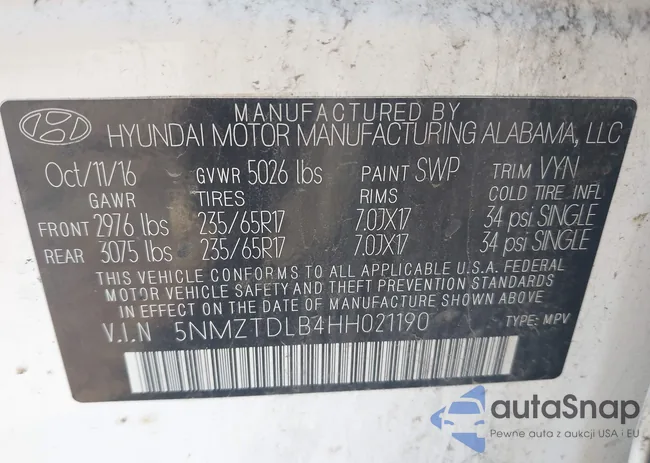 MANUFACTURED BY
HYUNDAI MOTOR MANUFACTURING ALABAMA, LLC
Oct/11/16 GVWR 5026 lbs PAINT SWP TRIM VYN
GAWR TIRES RIMS COLD TIRE INFL
FRONT 2976 lbs 235/65R17 7.0JX17 34 psi SINGLE
REAR 3075 lbs 235/65R17 7.0JX17 34 psi SINGLE
THIS VEHICLE CONFORMS TO ALL APPLICABLE U.S.A. FEDERAL
MOTOR VEHICLE SAFETY AND THEFT PREVENTION STANDARDS
IN EFFECT ON THE DATE OF MANUFACTURE SHOWN ABOVE.
V.I.N 5NMZTDLB4HH021190 TYPE: MPV
autaSnap
Pewne auta z aukcji USA i EU